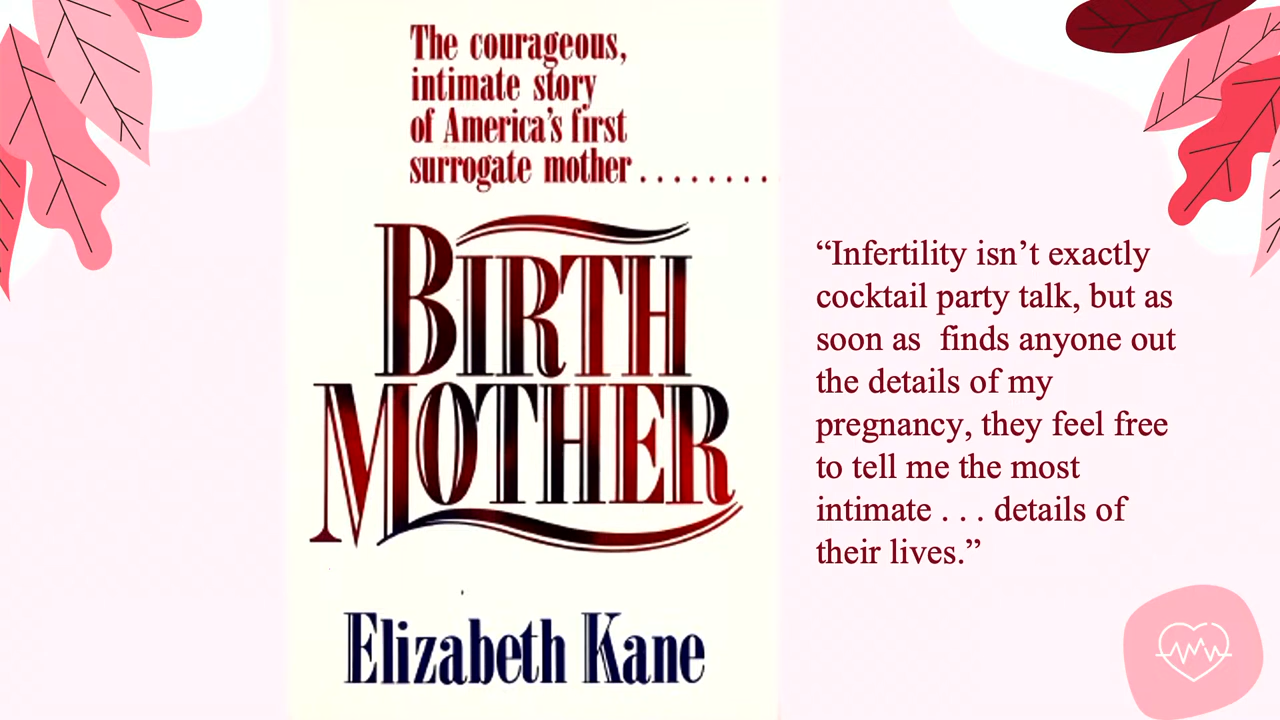 The courageous,
intimate story
of America's first
surrogate mother . . . . . . . . .
BIRTH
MOTHER
Elizabeth Kane
“Infertility isn’t exactly
cocktail party talk, but as
soon as  finds anyone out
the details of my
pregnancy, they feel free
to tell me the most
intimate . . . details of
their lives.”